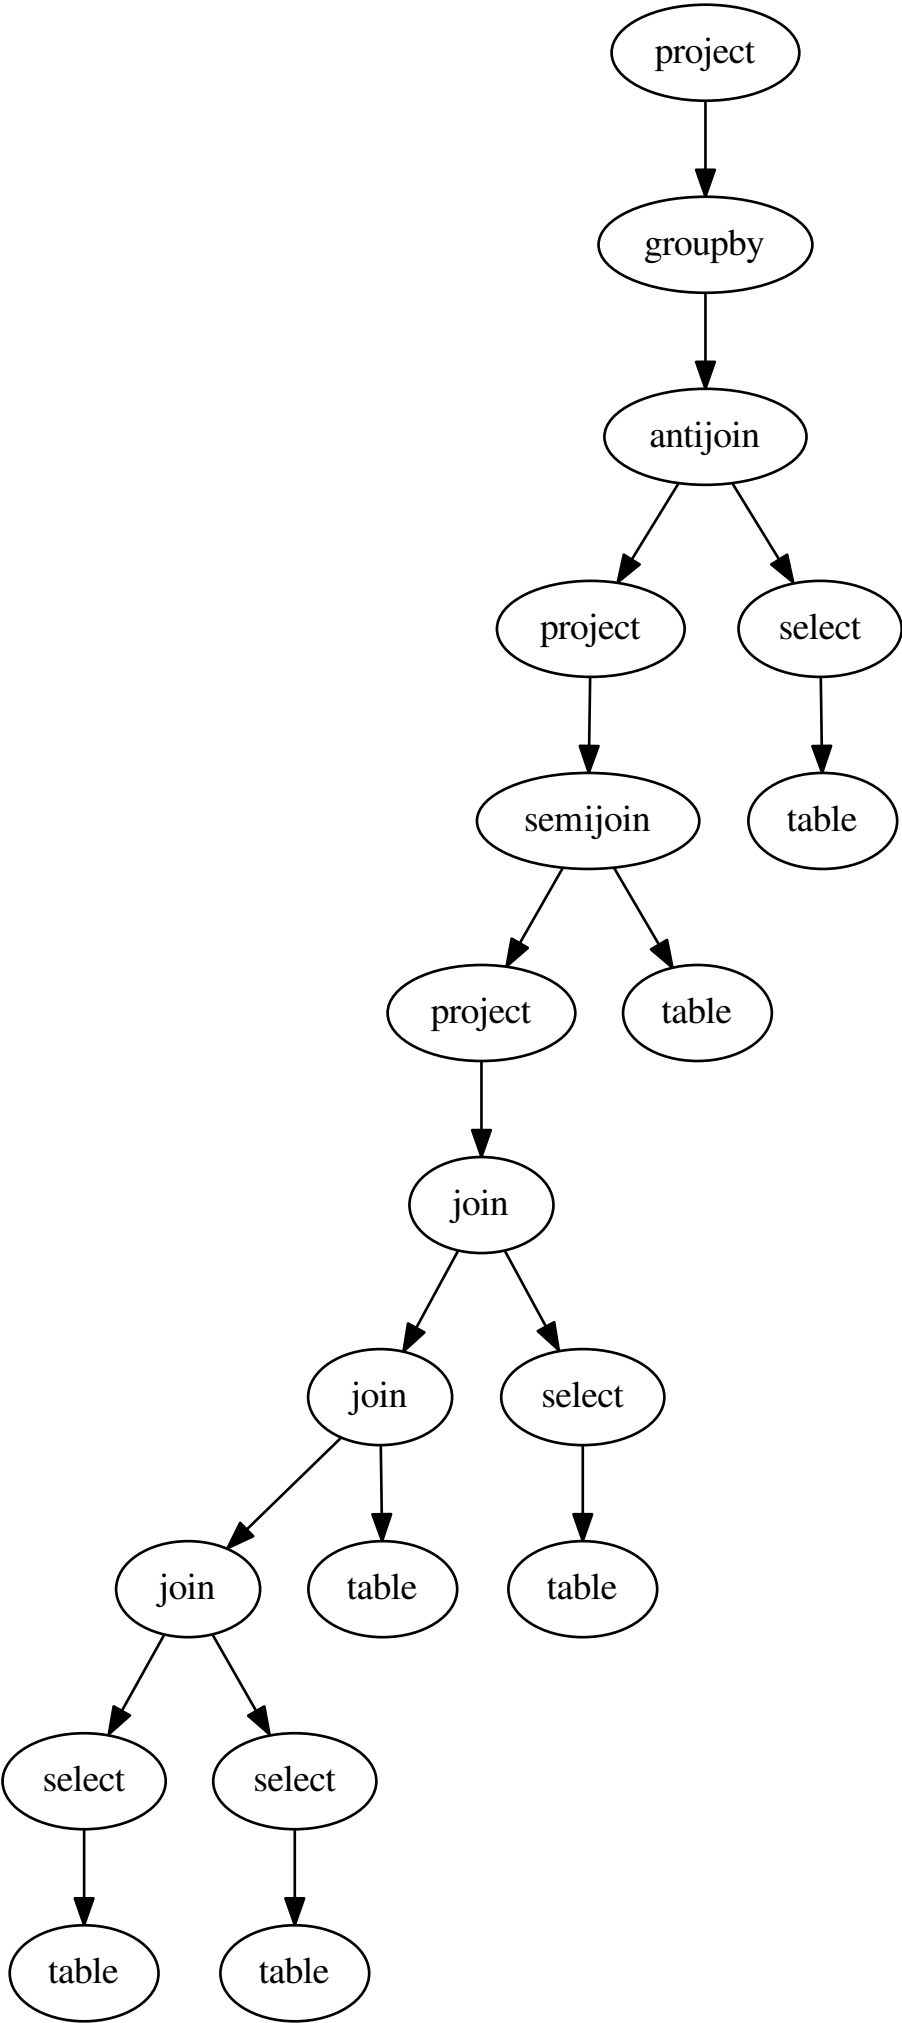 project
groupby
antijoin
project
select
semijoin
table
project
table
join
join
select
join
table
table
select
select
table
table